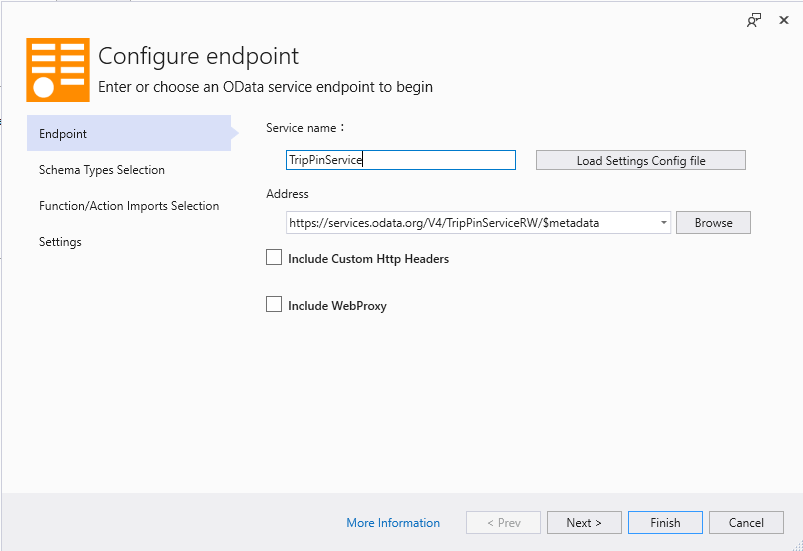 Configure endpoint
Enter or choose an OData service endpoint to begin
Endpoint
Schema Types Selection
Function/Action Imports Selection
Settings
Service name :
TripPinService
Load Settings Config file
Address
https://services.odata.org/V4/TripPinServiceRW/$metadata
Browse
Include Custom Http Headers
Include WebProxy
More Information
< Prev
Next >
Finish
Cancel